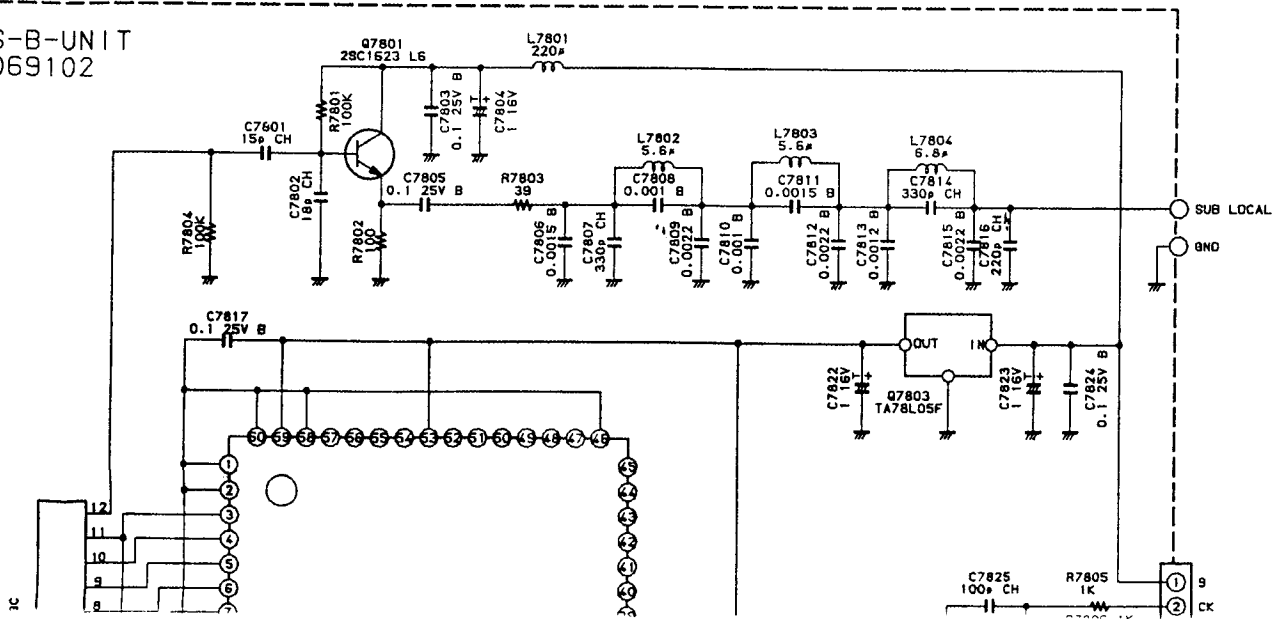 S-B-UNIT
069102
Q7801
2SC1623 L6
L7801
220µ
R7801
100K
C7803
0.1 25V B
C7804
1 16V
C7801
15p CH
C7802
18p CH
R7804
100K
R7802
100
C7805
0.1 25V B
R7803
39
L7802
5.6µ
C7808
0.001 B
L7803
5.6µ
C7811
0.0015 B
L7804
6.8µ
C7814
330p CH
C7806
0.0015 B
C7807
330p CH
C7809
0.0022 B
C7810
0.001 B
C7812
0.0022 B
C7813
0.0012 B
C7815
0.0022 B
C7816
220p CH
SUB LOCAL
GND
C7817
0.1 25V B
OUT
IN
Q7803
TA78L05F
C7822
1 16V
C7823
1 16V
C7824
0.1 25V B
60 59 58 57 56 55 54 53 52 51 50 49 48 47 46
1
2
3
4
5
6
7
45
44
43
42
41
40
39
12
11
10
9
8
C7825
100p CH
R7805
1K
1 9
2 CK